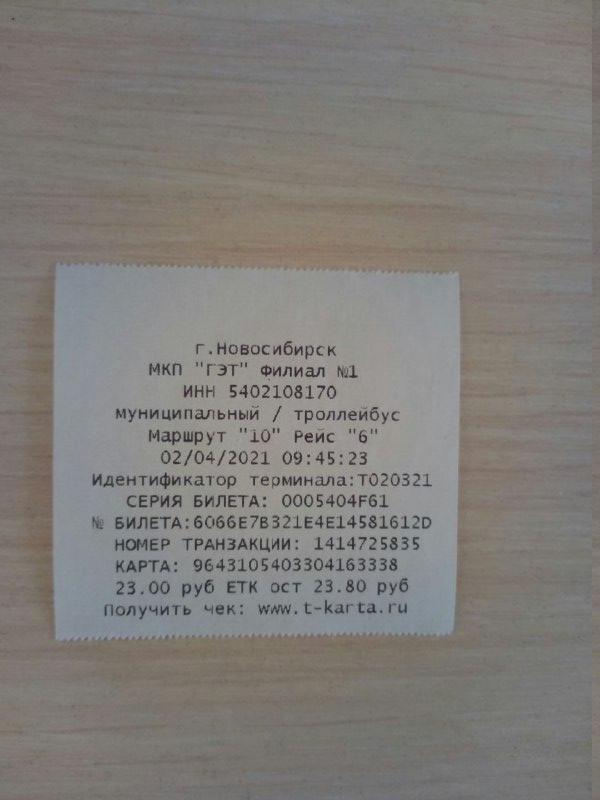 г.Новосибирск
МКП "ГЭТ" филиал №1
ИНН 5402108170
муниципальный / троллейбус
Маршрут "10" Рейс "6"
02/04/2021 09:45:23
Идентификатор терминала:Т020321
СЕРИЯ БИЛЕТА: 0005404F61
№ БИЛЕТА:6066E7B321E4E14581612D
НОМЕР ТРАНЗАКЦИИ: 1414725835
КАРТА: 96431054033041633​38
23.00 руб ЕТК ост 23.80 руб
Получить чек: www.t-karta.ru